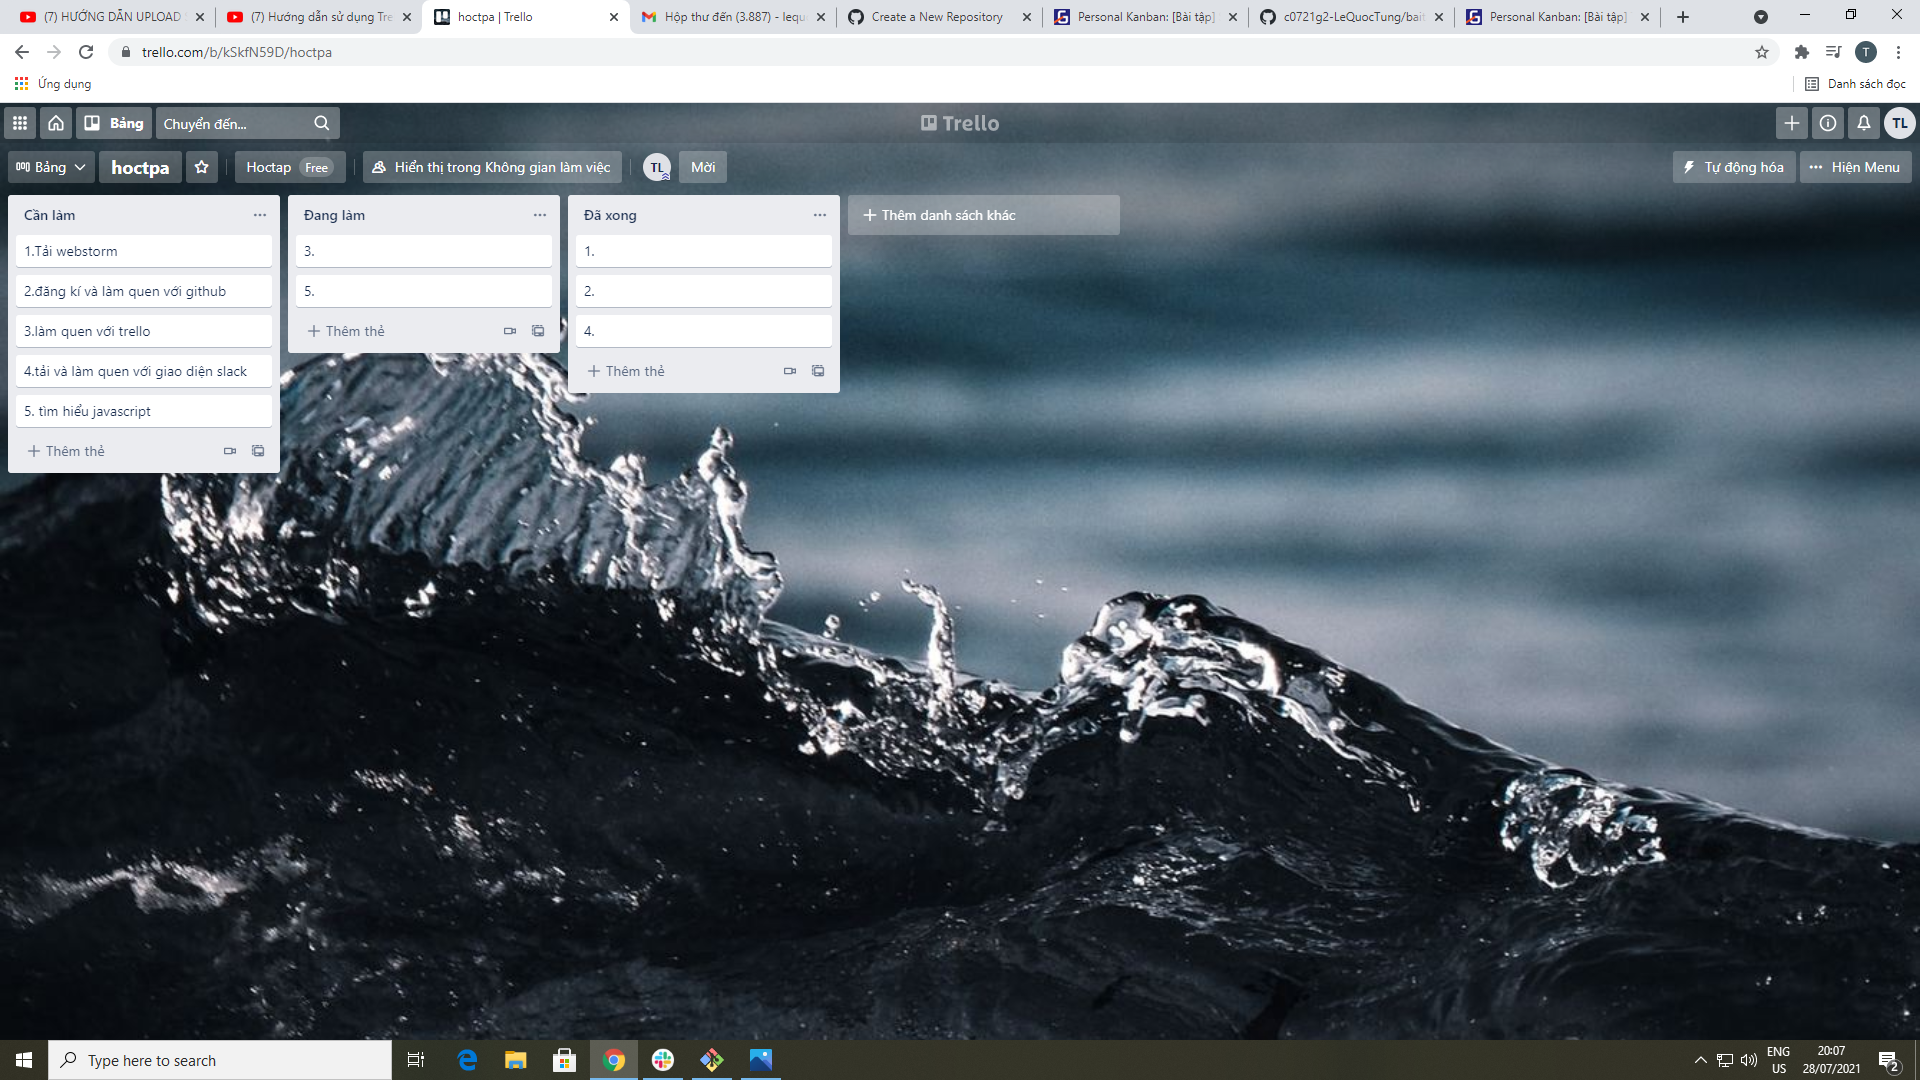 (7) HƯỚNG DẪN UPLOAD
(7) Hướng dẫn sử dụng Tre
hoctpa | Trello
Hộp thư đến (3.887) - lequ
Create a New Repository
Personal Kanban: [Bài tập]
c0721g2-LeQuocTung/bait
Personal Kanban: [Bài tập]
trello.com/b/kSkfN59D/hoctpa
T
Ứng dụng
Danh sách đọc
Bảng
Chuyển đến...
Trello
TL
Bảng
hoctpa
Hoctap Free
Hiển thị trong Không gian làm việc
TL
Mời
Tự động hóa
Hiện Menu
Cần làm
1.Tải webstorm
2.đăng kí và làm quen với github
3.làm quen với trello
4.tải và làm quen với giao diện slack
5. tìm hiểu javascript
Thêm thẻ
Đang làm
3.
5.
Thêm thẻ
Đã xong
1.
2.
4.
Thêm thẻ
Thêm danh sách khác
Type here to search
ENG
US
20:07
28/07/2021
2